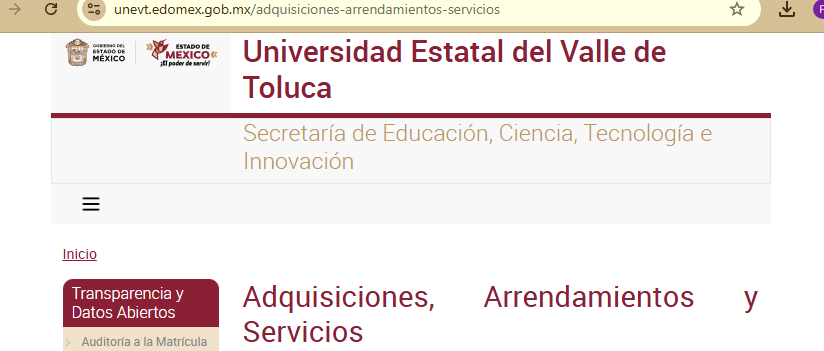 unevt.edomex.gob.mx/adquisiciones-arrendamientos-servicios
GOBIERNO DEL
ESTADO DE
MÉXICO
ESTADO DE
MÉXICO
¡El poder de servir!
Universidad Estatal del Valle de
Toluca
Secretaría de Educación, Ciencia, Tecnología e
Innovación
Inicio
Transparencia y
Datos Abiertos
Auditoría a la Matrícula
Adquisiciones, Arrendamientos y
Servicios